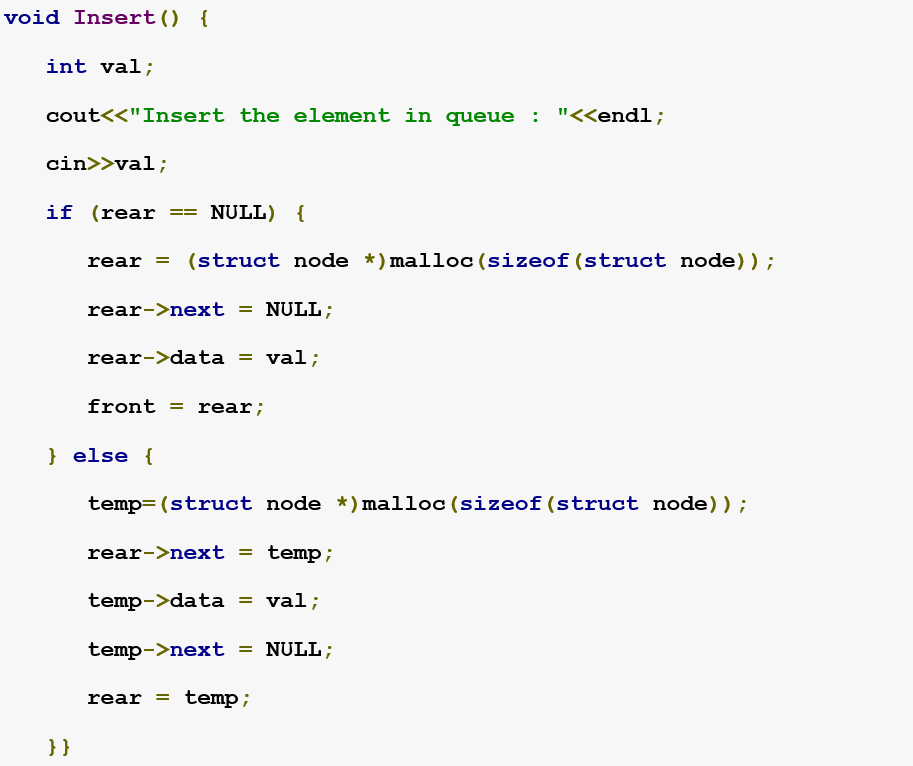 void Insert() {
int val;
cout<<"Insert the element in queue : "<<endl;
cin>>val;
if (rear == NULL) {
rear = (struct node *)malloc(sizeof(struct node));
rear->next = NULL;
rear->data = val;
front = rear;
} else {
temp=(struct node *)malloc(sizeof(struct node));
rear->next = temp;
temp->data = val;
temp->next = NULL;
rear = temp;
}}